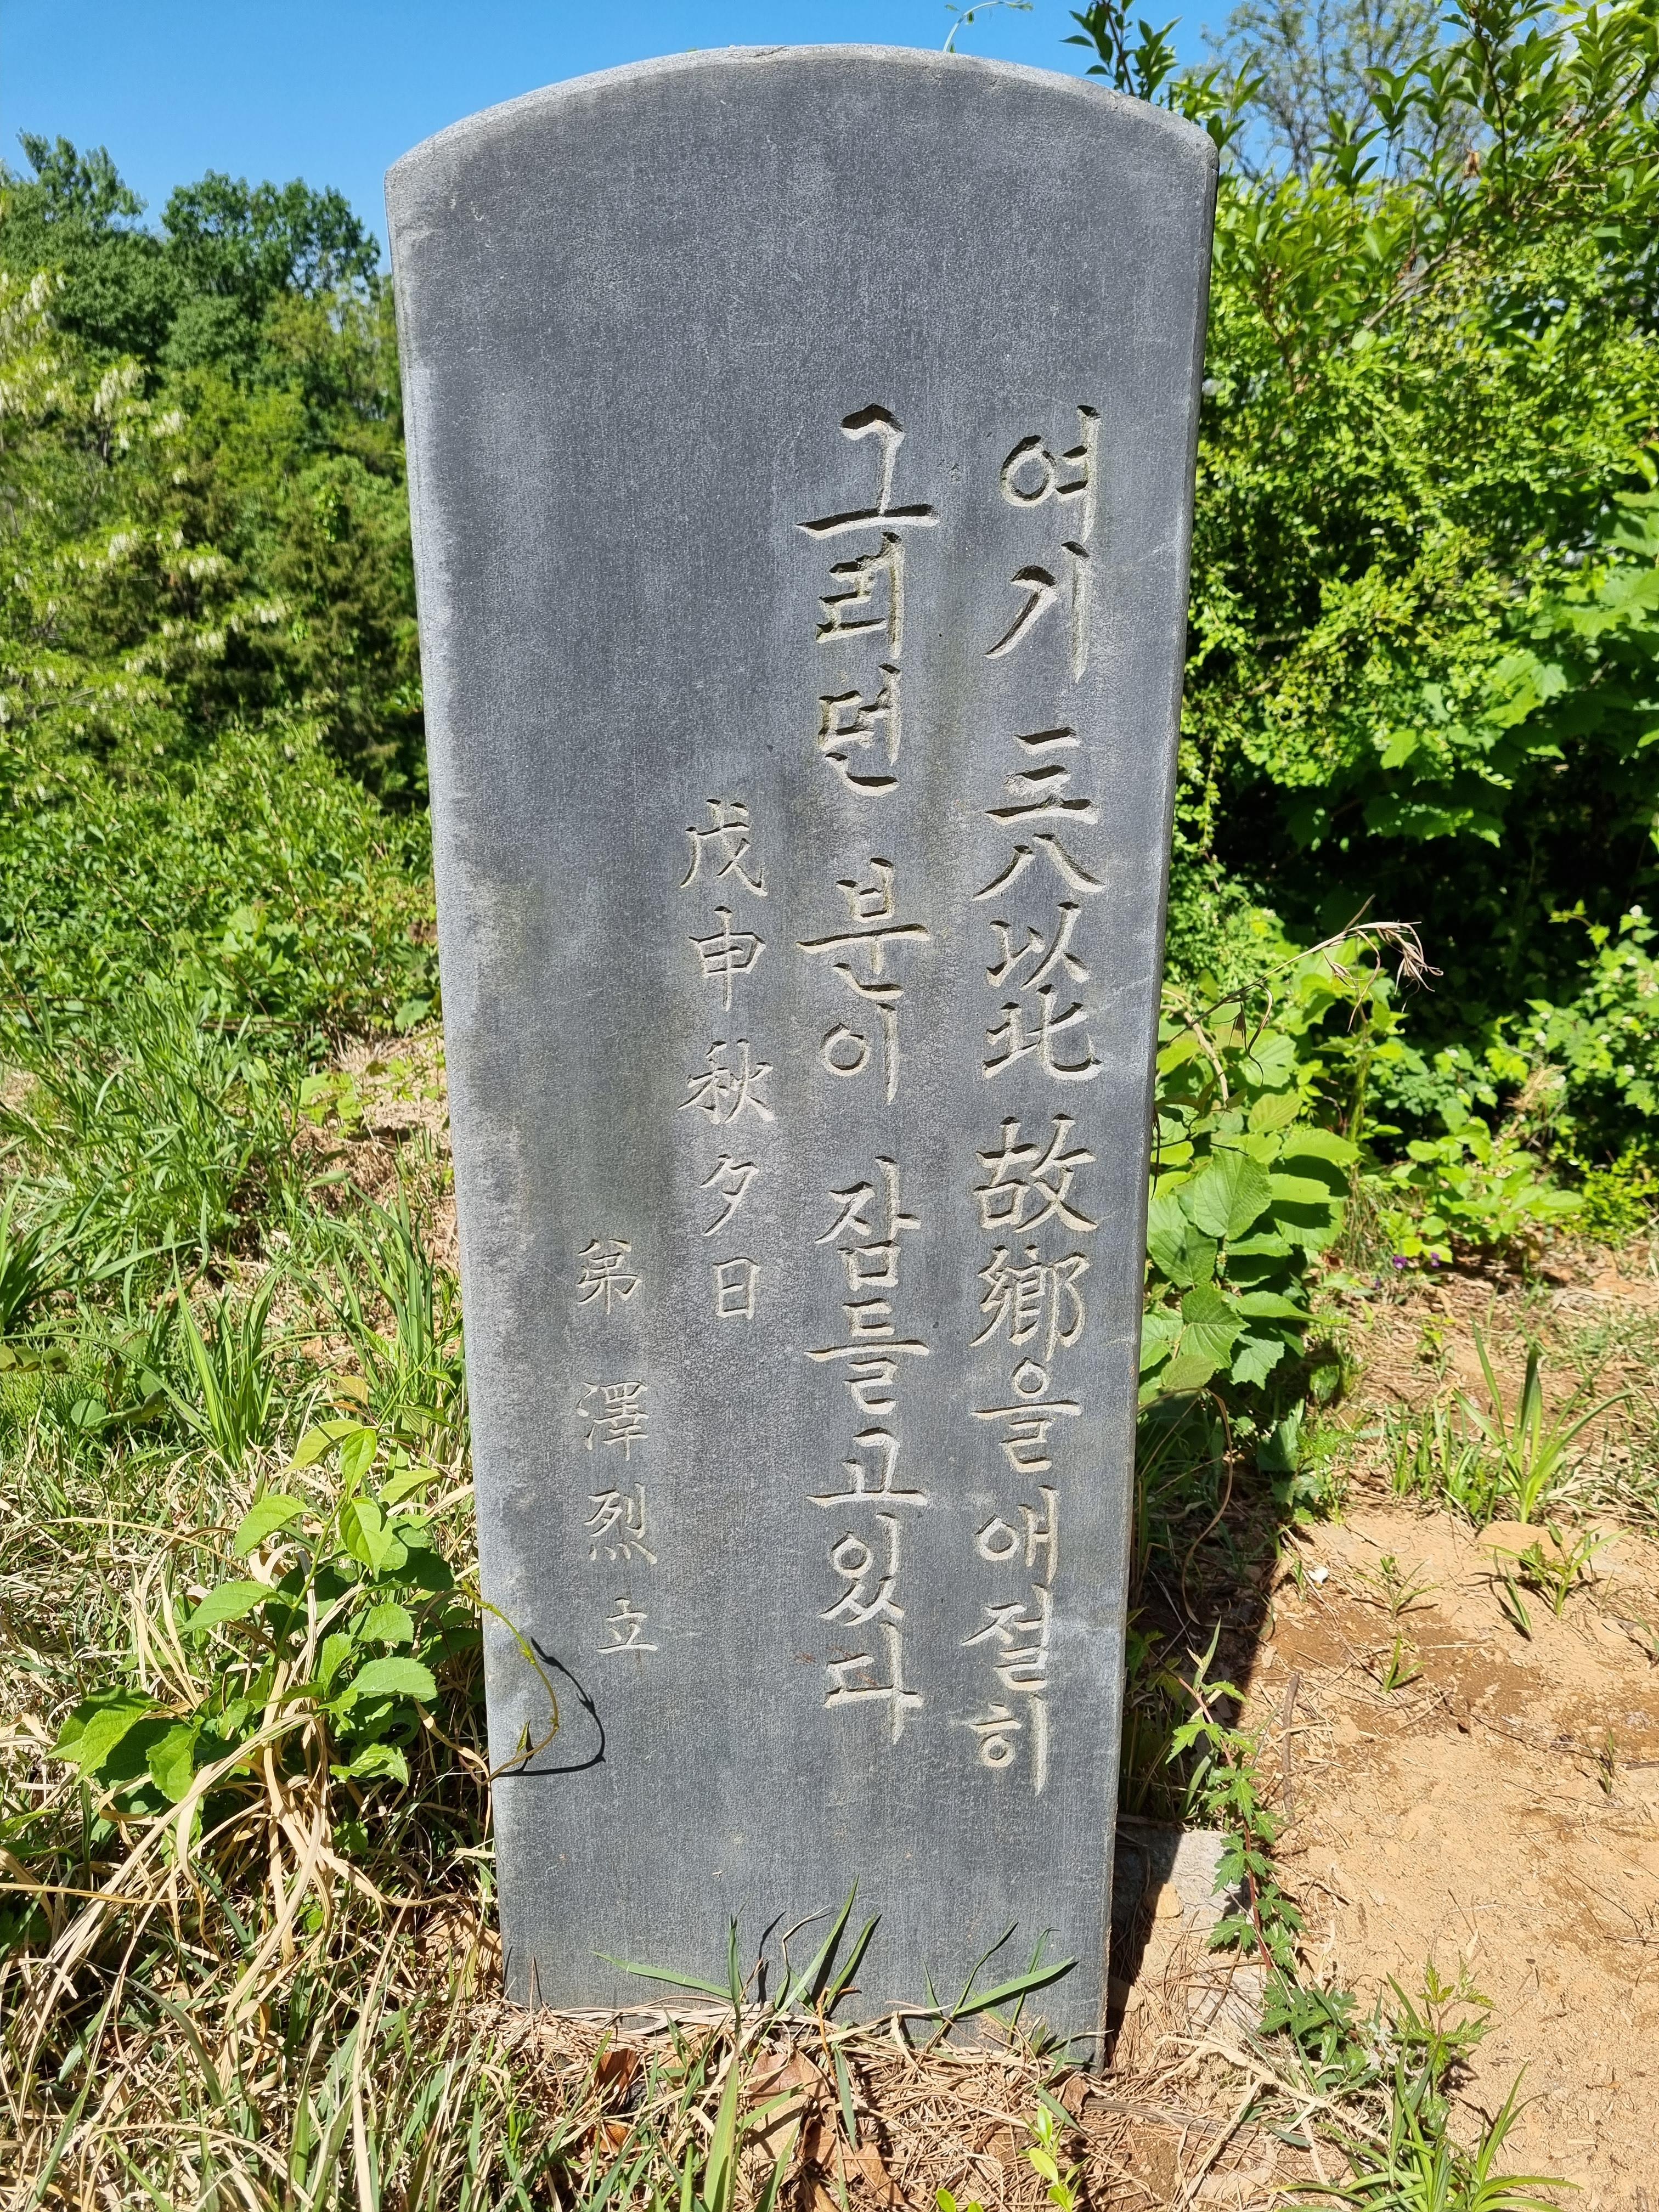 여기 三八以北 故鄕을 애절히
그리던 분이 잠들고있다
戊申秋夕日
弟 澤烈 立